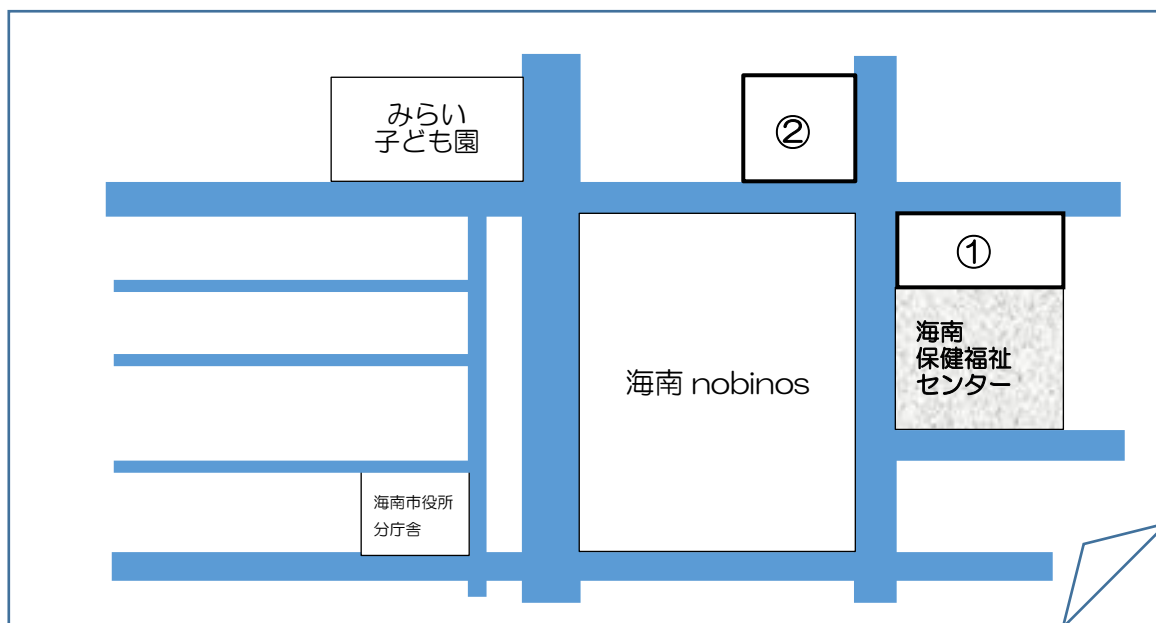 みらい
子ども園
②
①
海南
保健福祉
センター
海南 nobinos
海南市役所
分庁舎